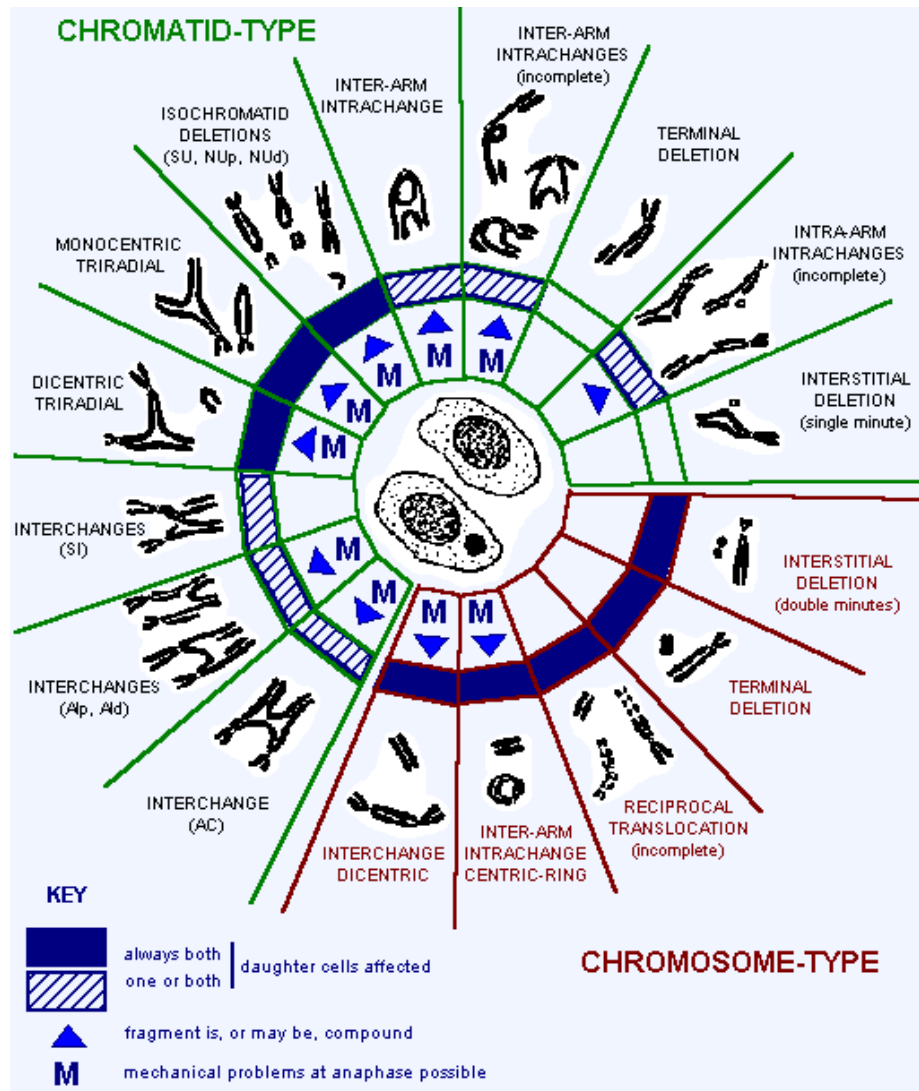 CHROMATID-TYPE
INTER-ARM
INTRACHANGES
(incomplete)
INTER-ARM
INTRACHANGE
ISOCHROMATID
DELETIONS
(SU, NUp, NUd)
TERMINAL
DELETION
MONOCENTRIC
TRIRADIAL
INTRA-ARM
INTRACHANGES
(incomplete)
DICENTRIC
TRIRADIAL
INTERSTITIAL
DELETION
(single minute)
M
M
M
M
M
INTERCHANGES
(SI)
INTERSTITIAL
DELETION
(double minutes)
M
M
M
M
INTERCHANGES
(AIp, AId)
TERMINAL
DELETION
INTERCHANGE
(AC)
INTERCHANGE
DICENTRIC
INTER-ARM
INTRACHANGE
CENTRIC-RING
RECIPROCAL
TRANSLOCATION
(incomplete)
KEY
always both
one or both
daughter cells affected
CHROMOSOME-TYPE
fragment is, or may be, compound
M mechanical problems at anaphase possible